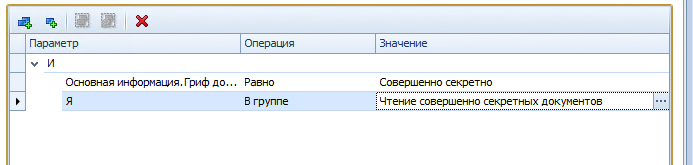 Параметр Операция Значение
И
Основная информация.Гриф до... Равно Совершенно секретно
Я В группе Чтение совершенно секретных документов ...